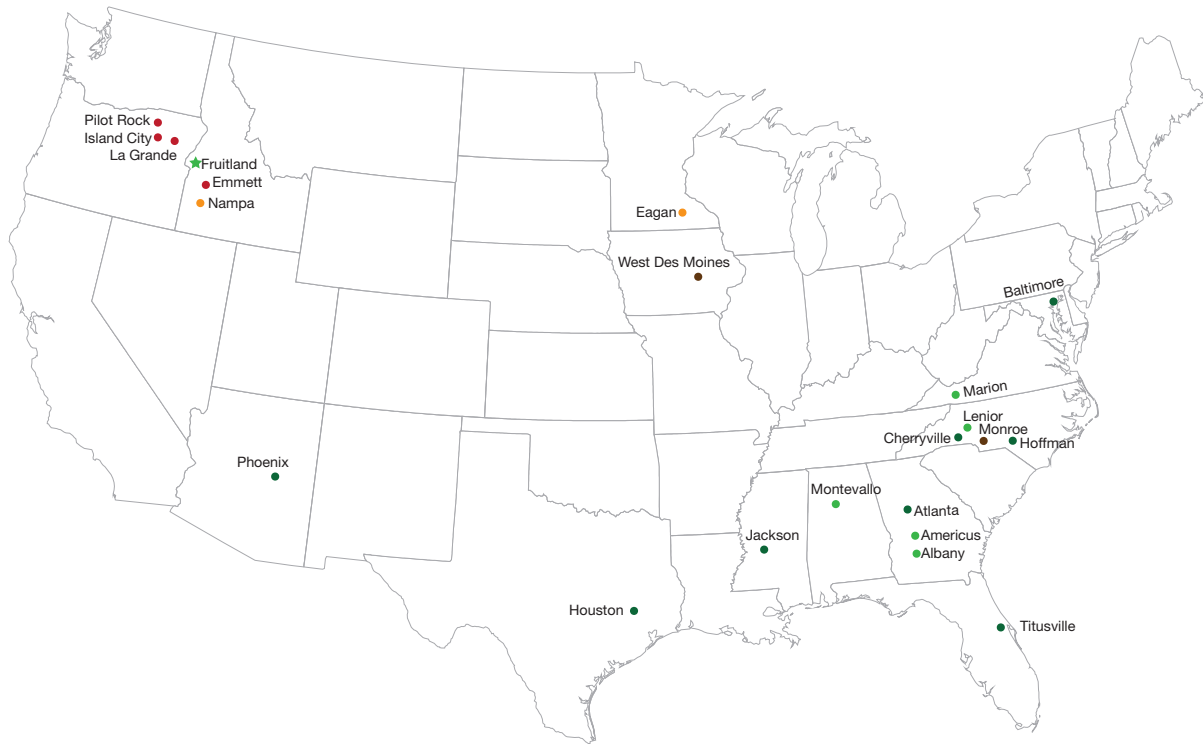 Pilot Rock
Island City
La Grande
Fruitland
Emmett
Nampa
Eagan
West Des Moines
Baltimore
Marion
Lenior
Monroe
Cherryville
Hoffman
Phoenix
Montevallo
Atlanta
Jackson
Americus
Albany
Houston
Titusville